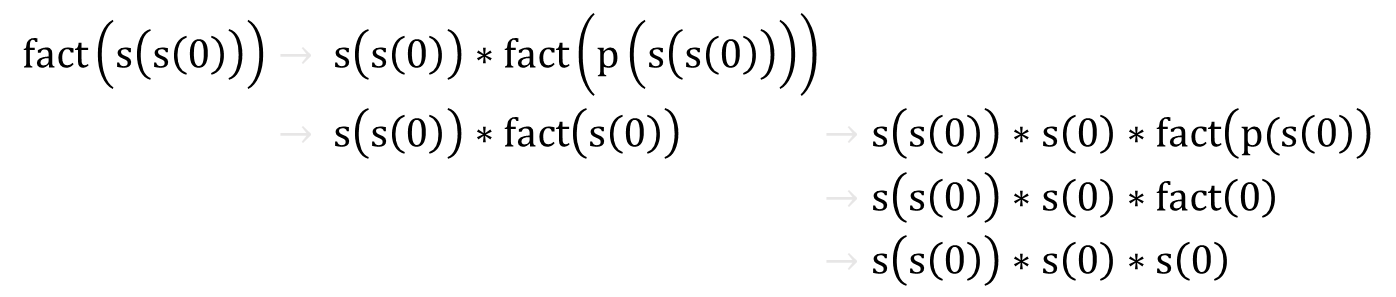 fact(s(s(0))) → s(s(0)) ∗ fact(p(s(s(0))))
→ s(s(0)) ∗ fact(s(0)) → s(s(0)) ∗ s(0) ∗ fact(p(s(0))
→ s(s(0)) ∗ s(0) ∗ fact(0)
→ s(s(0)) ∗ s(0) ∗ s(0)